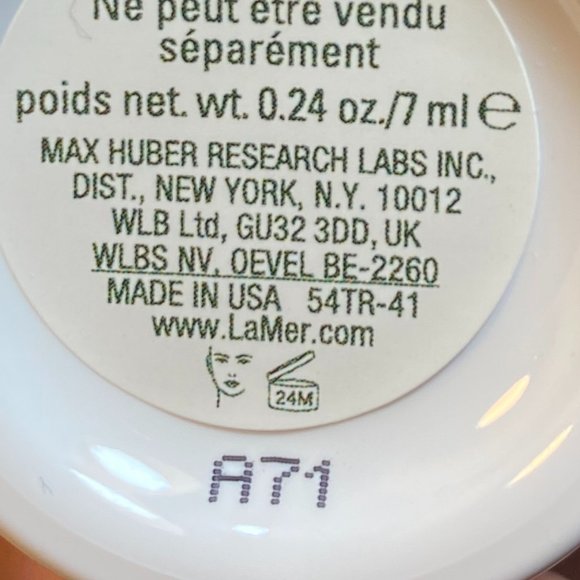 Ne peut être vendu
séparément
poids net. wt. 0.24 oz./7 ml ℮
MAX HUBER RESEARCH LABS INC.,
DIST., NEW YORK, N.Y. 10012
WLB Ltd, GU32 3DD, UK
WLBS NV, OEVEL BE-2260
MADE IN USA 54TR-41
www.LaMer.com
24M
A71